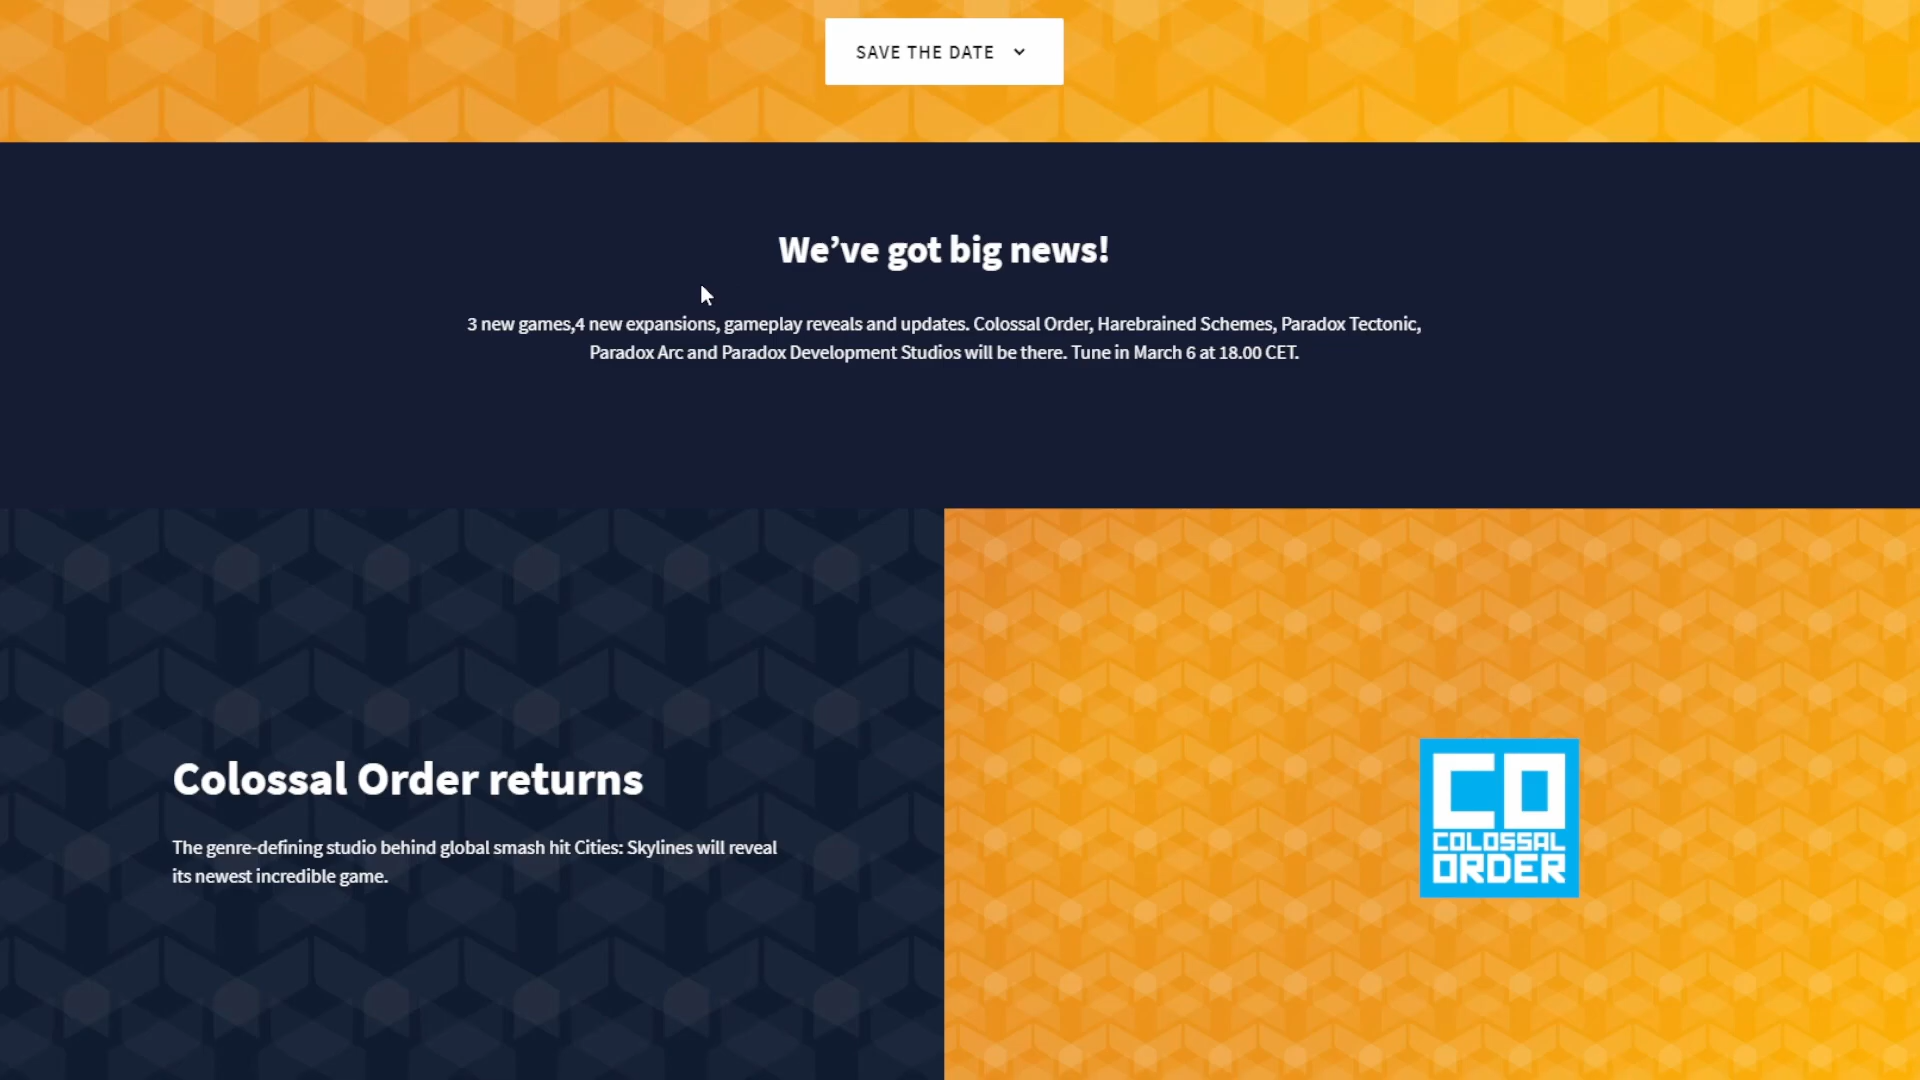 SAVE THE DATE
We’ve got big news!
3 new games,4 new expansions, gameplay reveals and updates. Colossal Order, Harebrained Schemes, Paradox Tectonic,
Paradox Arc and Paradox Development Studios will be there. Tune in March 6 at 18.00 CET.
Colossal Order returns
The genre-defining studio behind global smash hit Cities: Skylines will reveal
its newest incredible game.
CO
COLOSSAL
ORDER